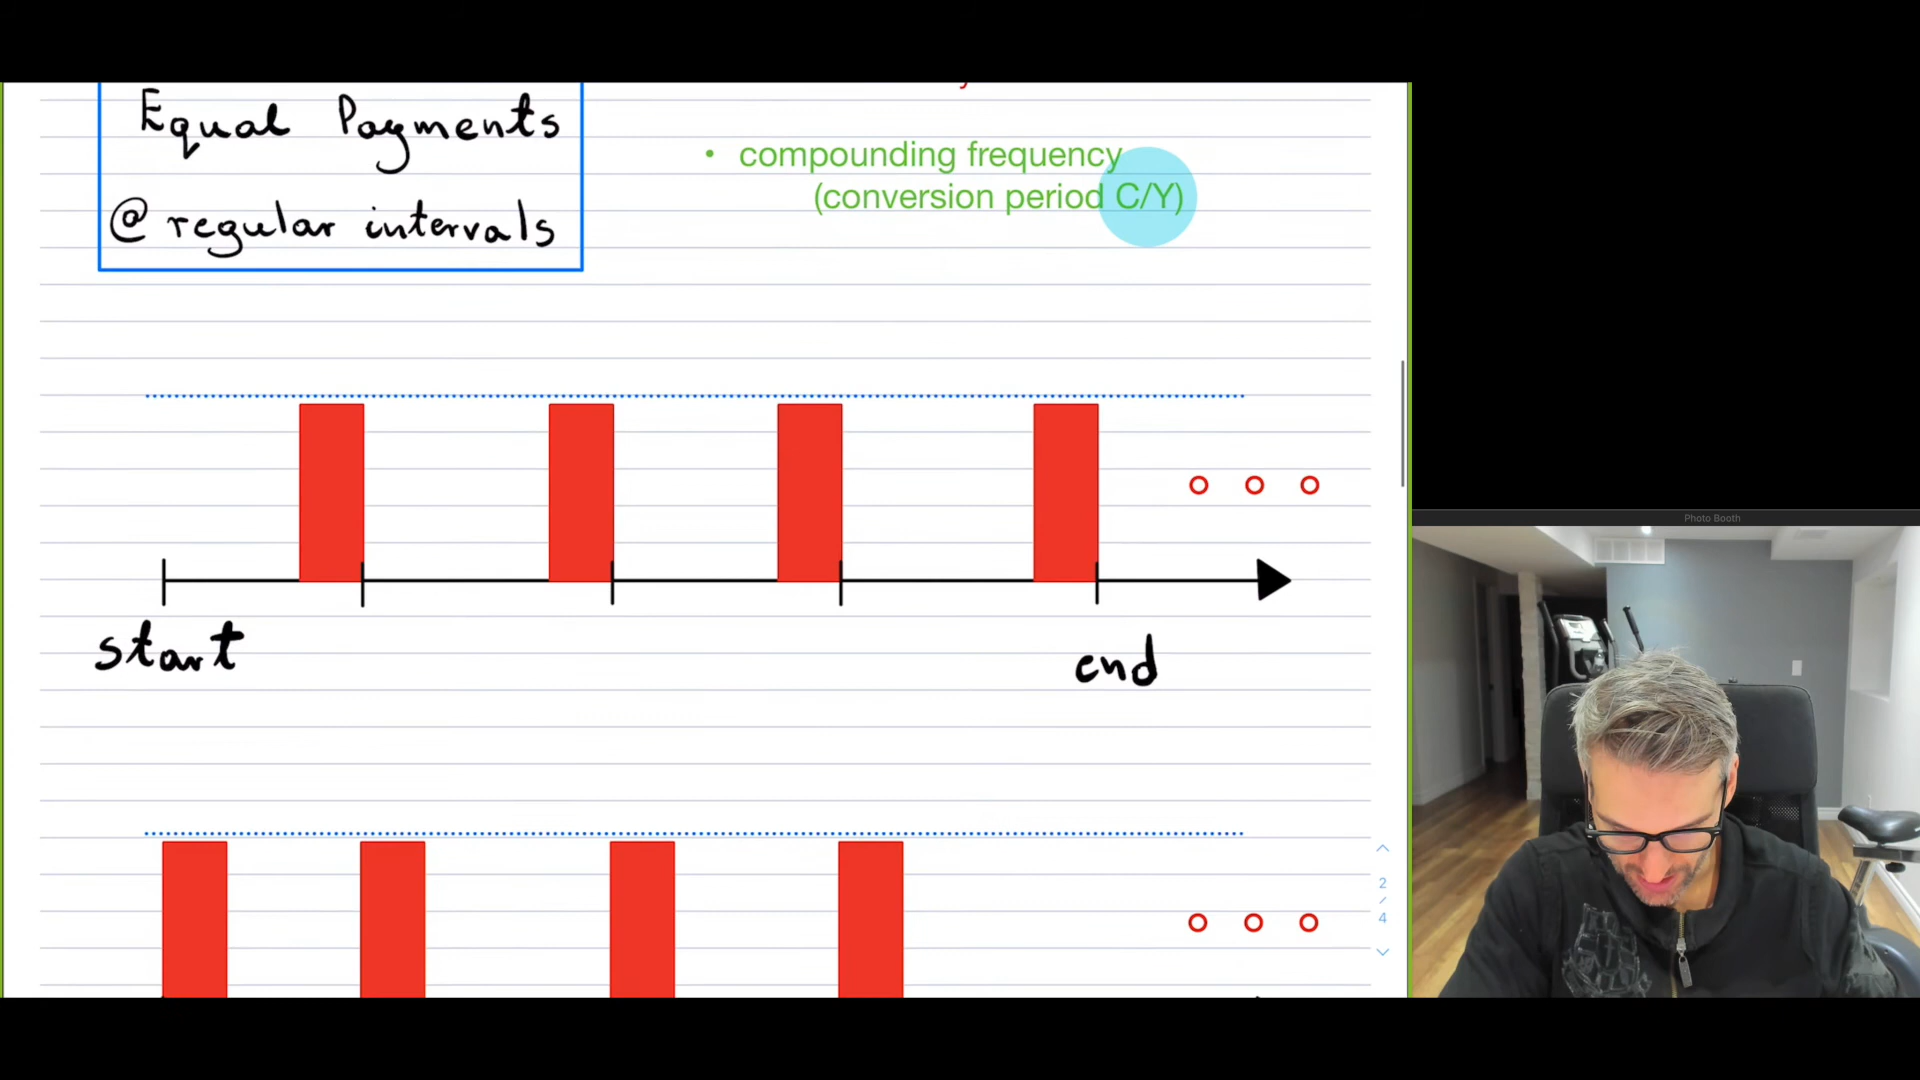 Equal Payments
@ regular intervals
• compounding frequency
(conversion period C/Y)
start
end
2
/
4
Photo Booth